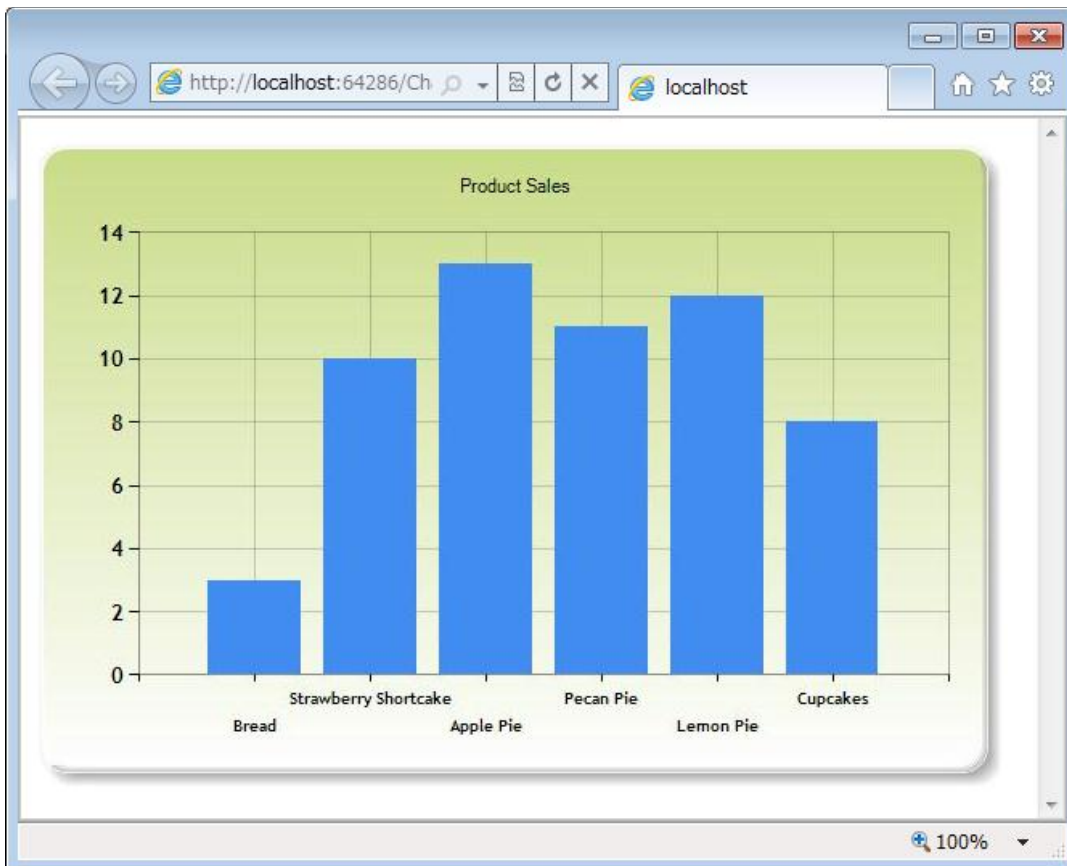 http://localhost:64286/Ch
localhost
Product Sales
14
12
10
8
6
4
2
0
Strawberry Shortcake
Pecan Pie
Cupcakes
Bread
Apple Pie
Lemon Pie
100%